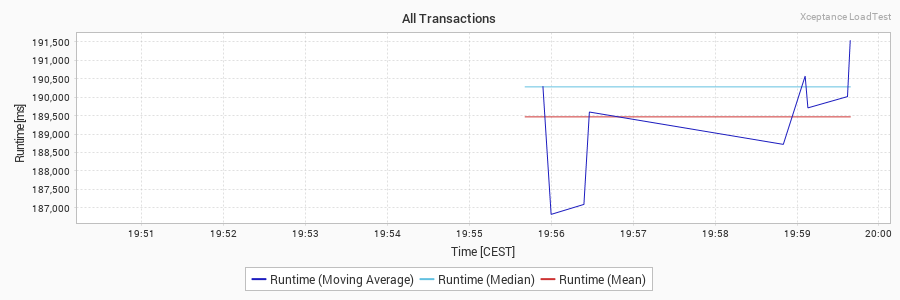 All Transactions
Xceptance LoadTest
Runtime [ms]
191,500
191,000
190,500
190,000
189,500
189,000
188,500
188,000
187,500
187,000
19:51 19:52 19:53 19:54 19:55 19:56 19:57 19:58 19:59 20:00
Time [CEST]
Runtime (Moving Average) Runtime (Median) Runtime (Mean)